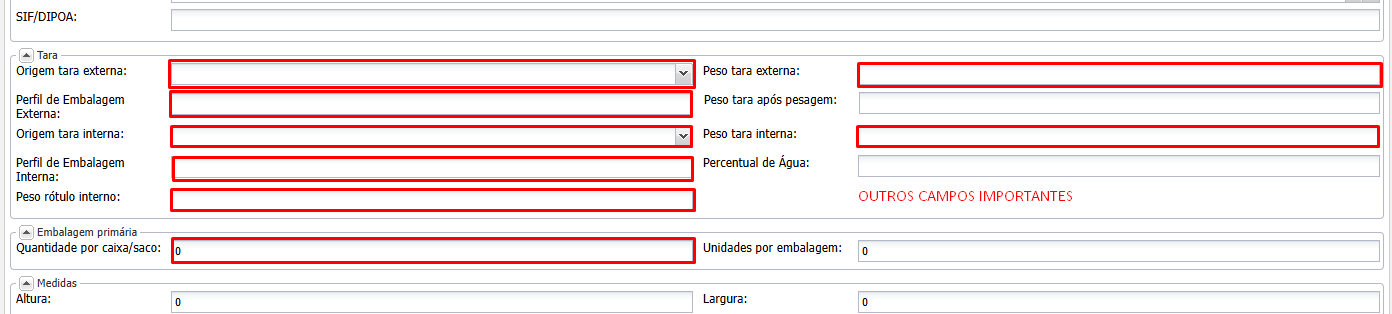 SIF/DIPOA:
Tara
Origem tara externa:
Peso tara externa:
Perfil de Embalagem
Externa:
Peso tara após pesagem:
Origem tara interna:
Peso tara interna:
Perfil de Embalagem
Interna:
Percentual de Água:
Peso rótulo interno:
OUTROS CAMPOS IMPORTANTES
Embalagem primária
Quantidade por caixa/saco: 0
Unidades por embalagem: 0
Medidas
Altura: 0
Largura: 0